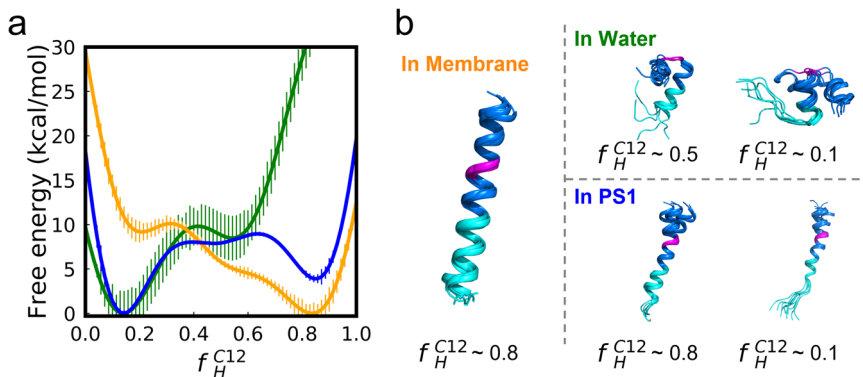 a
30
25
20
15
10
5
0
Free energy (kcal/mol)
0.0 0.2 0.4 0.6 0.8 1.0
f_H^{C12}
b
In Membrane
f_H^{C12} ~ 0.8
In Water
f_H^{C12} ~ 0.5
f_H^{C12} ~ 0.1
In PS1
f_H^{C12} ~ 0.8
f_H^{C12} ~ 0.1